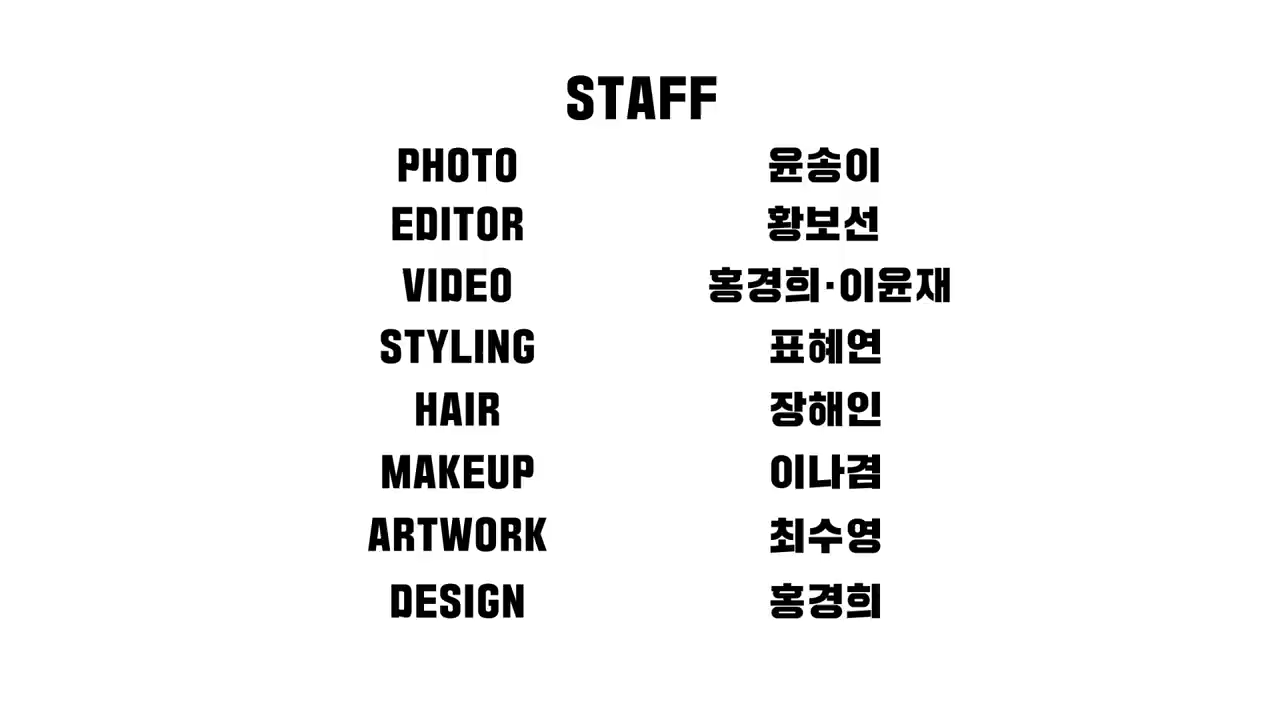 STAFF
PHOTO 윤송이
EDITOR 황보선
VIDEO 홍경희·이윤재
STYLING 표혜연
HAIR 장해인
MAKEUP 이나겸
ARTWORK 최수영
DESIGN 홍경희